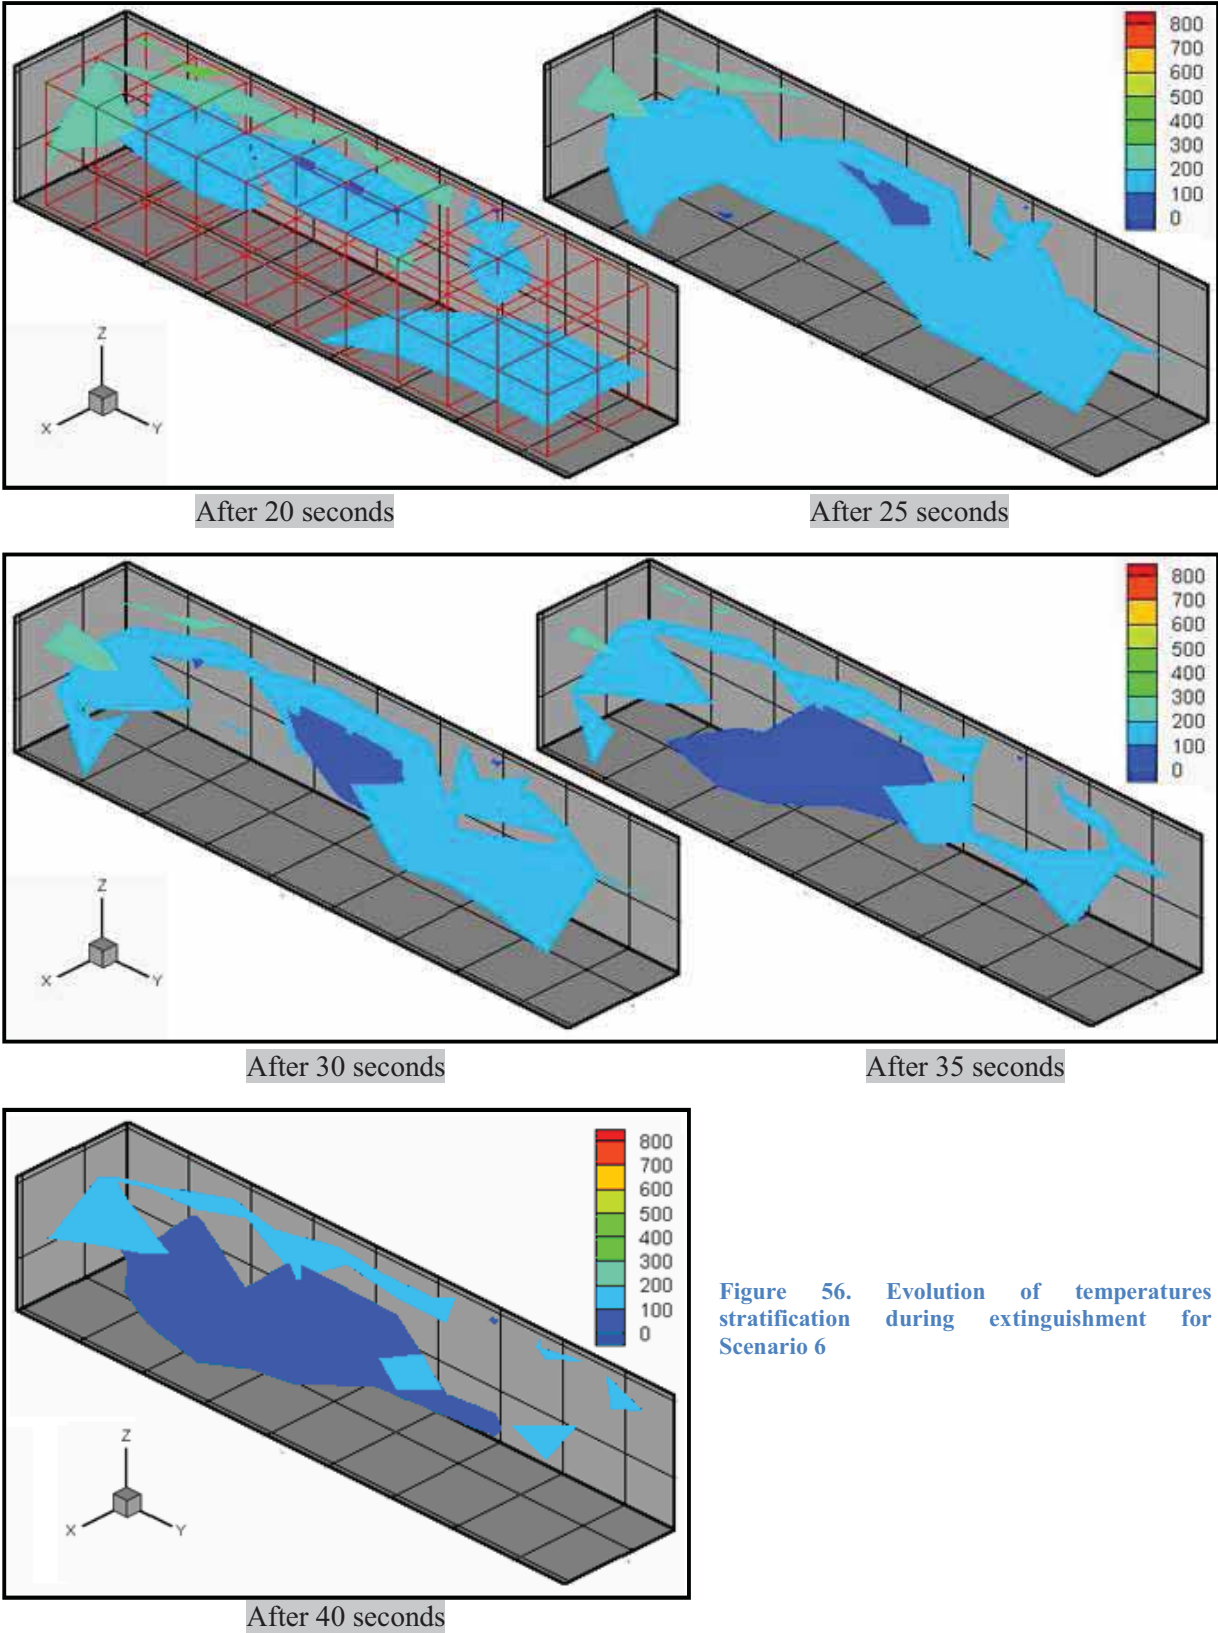 800
700
600
500
400
300
200
100
0
Z
X
Y
After 20 seconds
After 25 seconds
800
700
600
500
400
300
200
100
0
Z
X
Y
After 30 seconds
After 35 seconds
800
700
600
500
400
300
200
100
0
Z
X
Y
Figure 56. Evolution of temperatures
stratification during extinguishment for
Scenario 6
After 40 seconds